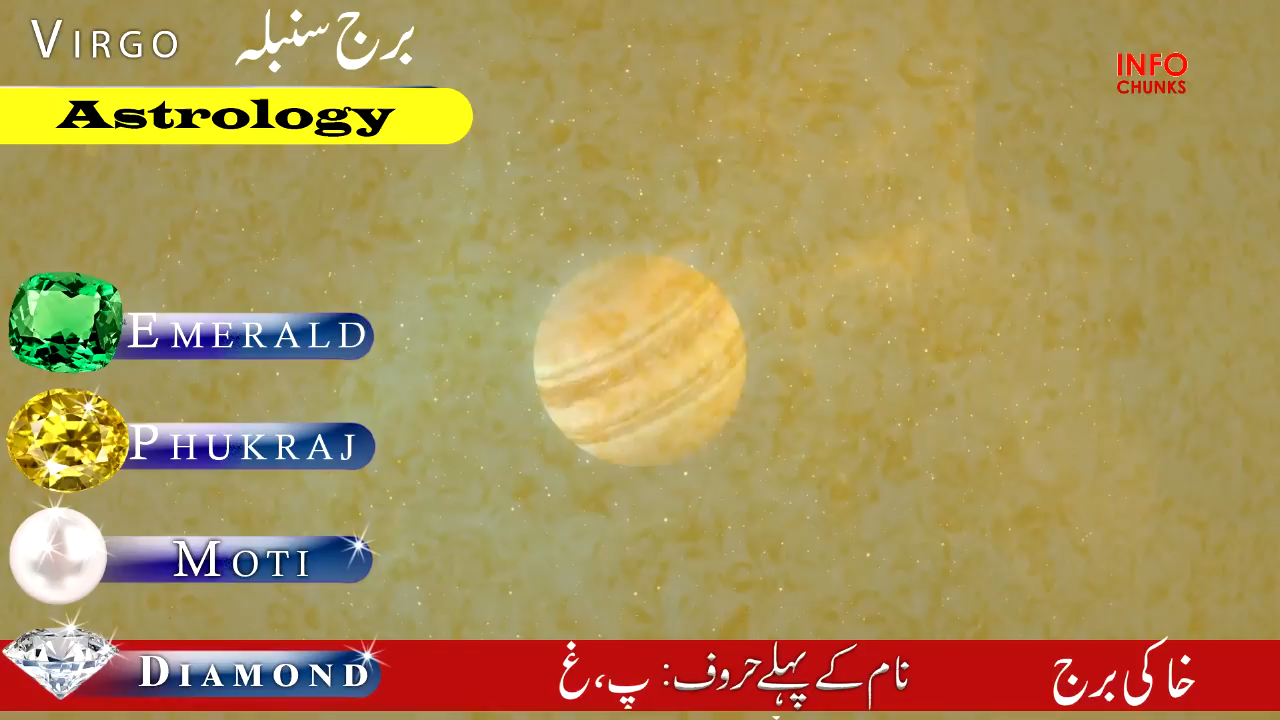 VIRGO برج سنبلہ
INFO
CHUNKS
Astrology
EMERALD
PHUKRAJ
MOTI
DIAMOND
نام کے پہلے حروف: پ، غ
خاکی برج